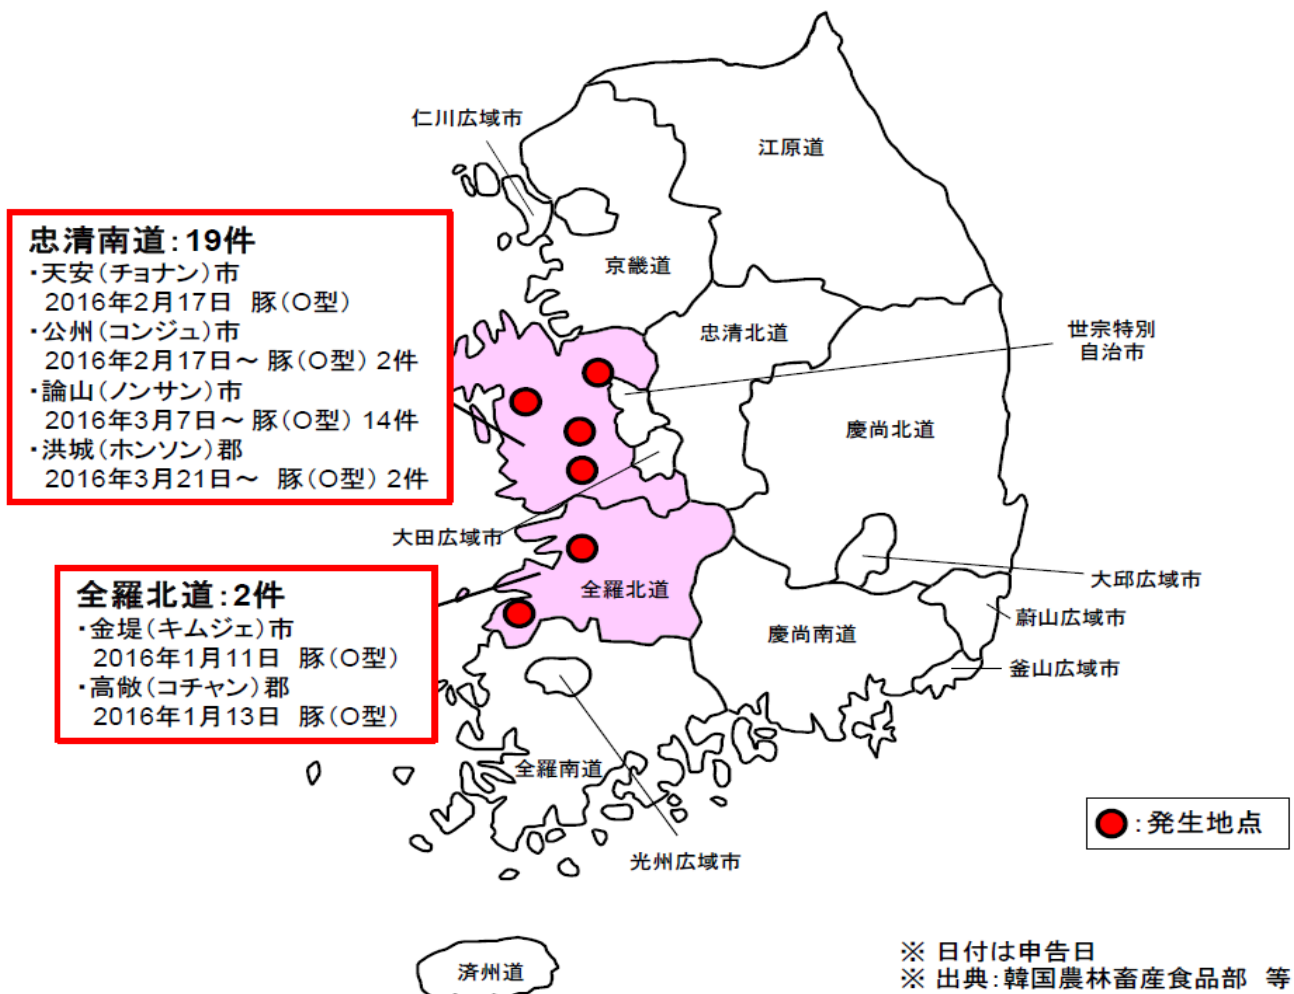 仁川広域市
江原道
忠清南道：19件
・天安（チョナン）市
2016年2月17日　豚（O型）
・公州（コンジュ）市
2016年2月17日～ 豚（O型） 2件
・論山（ノンサン）市
2016年3月7日～ 豚（O型） 14件
・洪城（ホンソン）郡
2016年3月21日～　豚（O型） 2件
京畿道
忠清北道
世宗特別
自治市
慶尚北道
大田広域市
大邱広域市
全羅北道：2件
・金堤（キムジェ）市
2016年1月11日　豚（O型）
・高敞（コチャン）郡
2016年1月13日　豚（O型）
全羅北道
慶尚南道
蔚山広域市
釜山広域市
全羅南道
：発生地点
光州広域市
済州道
※ 日付は申告日
※ 出典：韓国農林畜産食品部　等